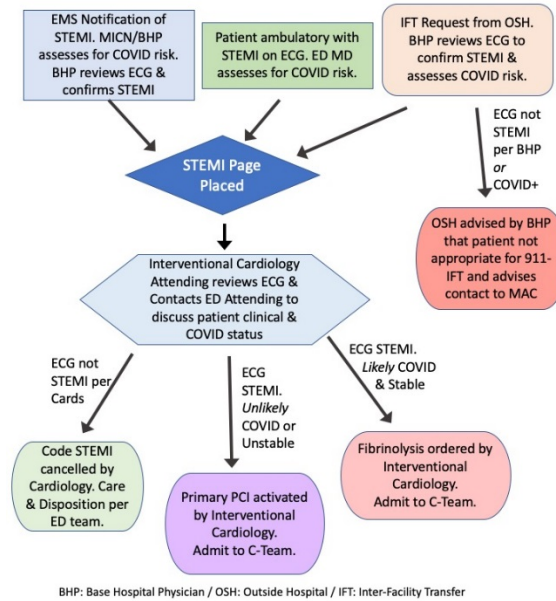 EMS Notification of
STEMI. MICN/BHP
assesses for COVID risk.
BHP reviews ECG &
confirms STEMI
Patient ambulatory with
STEMI on ECG. ED MD
assesses for COVID risk.
IFT Request from OSH.
BHP reviews ECG to
confirm STEMI &
assesses COVID risk.
ECG not
STEMI
per BHP
or
COVID+
STEMI Page
Placed
OSH advised by BHP
that patient not
appropriate for 911-
IFT and advises
contact to MAC
Interventional Cardiology
Attending reviews ECG &
Contacts ED Attending to
discuss patient clinical &
COVID status
ECG not
STEMI per
Cards
ECG
STEMI.
Unlikely
COVID or
Unstable
ECG STEMI.
Likely COVID
& Stable
Code STEMI
cancelled by
Cardiology. Care
& Disposition per
ED team.
Primary PCI activated
by Interventional
Cardiology.
Admit to C-Team.
Fibrinolysis ordered by
Interventional
Cardiology.
Admit to C-Team.
BHP: Base Hospital Physician / OSH: Outside Hospital / IFT: Inter-Facility Transfer